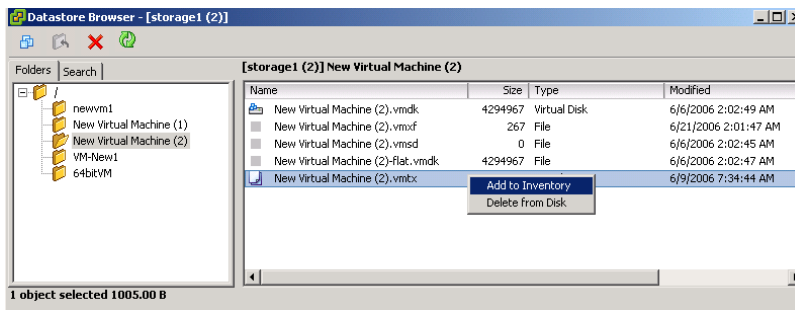 Datastore Browser - [storage1 (2)]
Folders Search [storage1 (2)] New Virtual Machine (2)
Name Size Type Modified
/
newvm1
New Virtual Machine (1)
New Virtual Machine (2)
VM-New1
64bitVM
New Virtual Machine (2).vmdk 4294967 Virtual Disk 6/6/2006 2:02:49 AM
New Virtual Machine (2).vmxf 267 File 6/21/2006 2:01:47 AM
New Virtual Machine (2).vmsd 0 File 6/6/2006 2:02:45 AM
New Virtual Machine (2)-flat.vmdk 4294967 File 6/6/2006 2:02:47 AM
New Virtual Machine (2).vmtx 6/9/2006 7:34:44 AM
Add to Inventory
Delete from Disk
1 object selected 1005.00 B